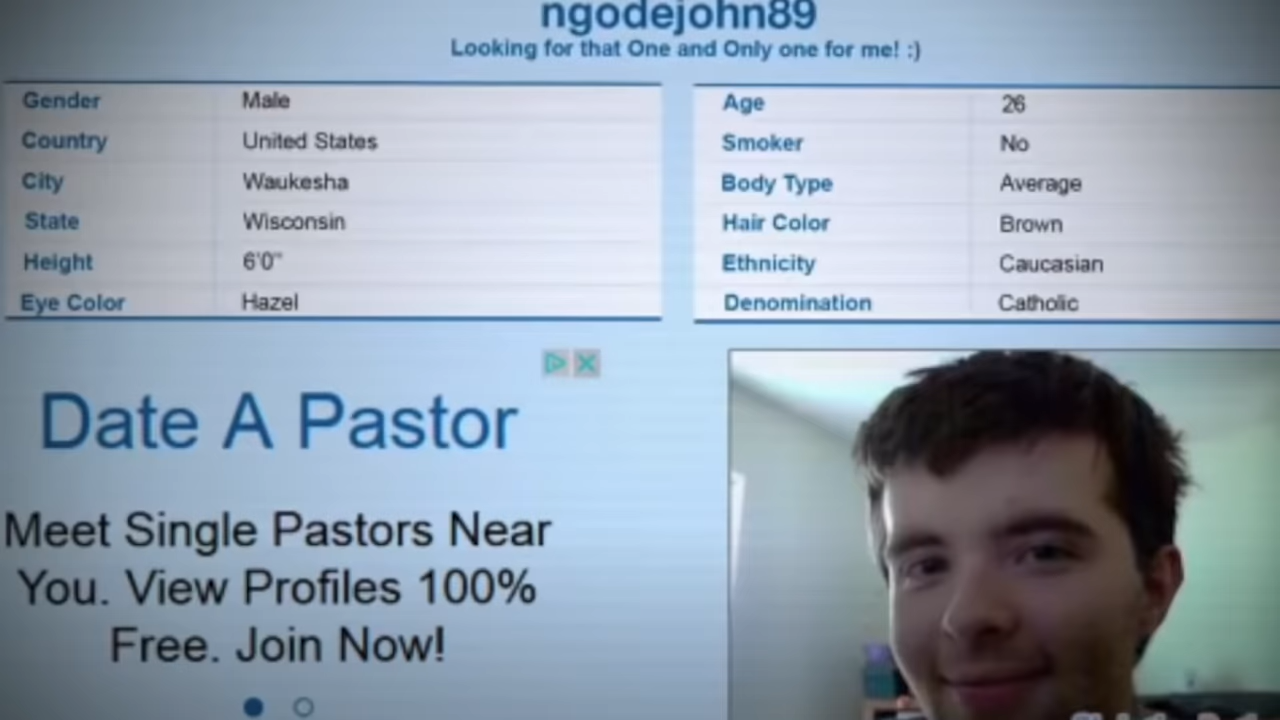 ngodejohn89
Looking for that One and Only one for me! :)
Gender Male
Country United States
City Waukesha
State Wisconsin
Height 6'0"
Eye Color Hazel
Age 26
Smoker No
Body Type Average
Hair Color Brown
Ethnicity Caucasian
Denomination Catholic
Date A Pastor
Meet Single Pastors Near
You. View Profiles 100%
Free. Join Now!